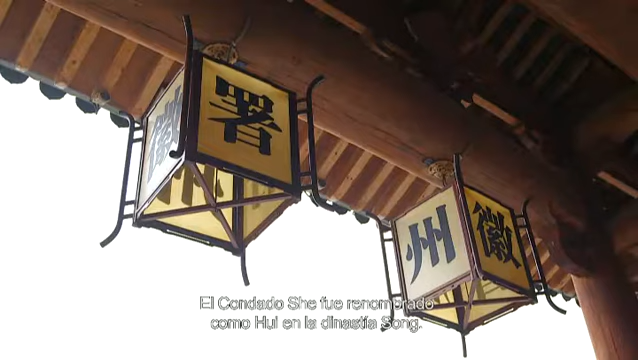 徽
署
州
徽
El Condado She fue renombrado
como Hui en la dinastía Song.